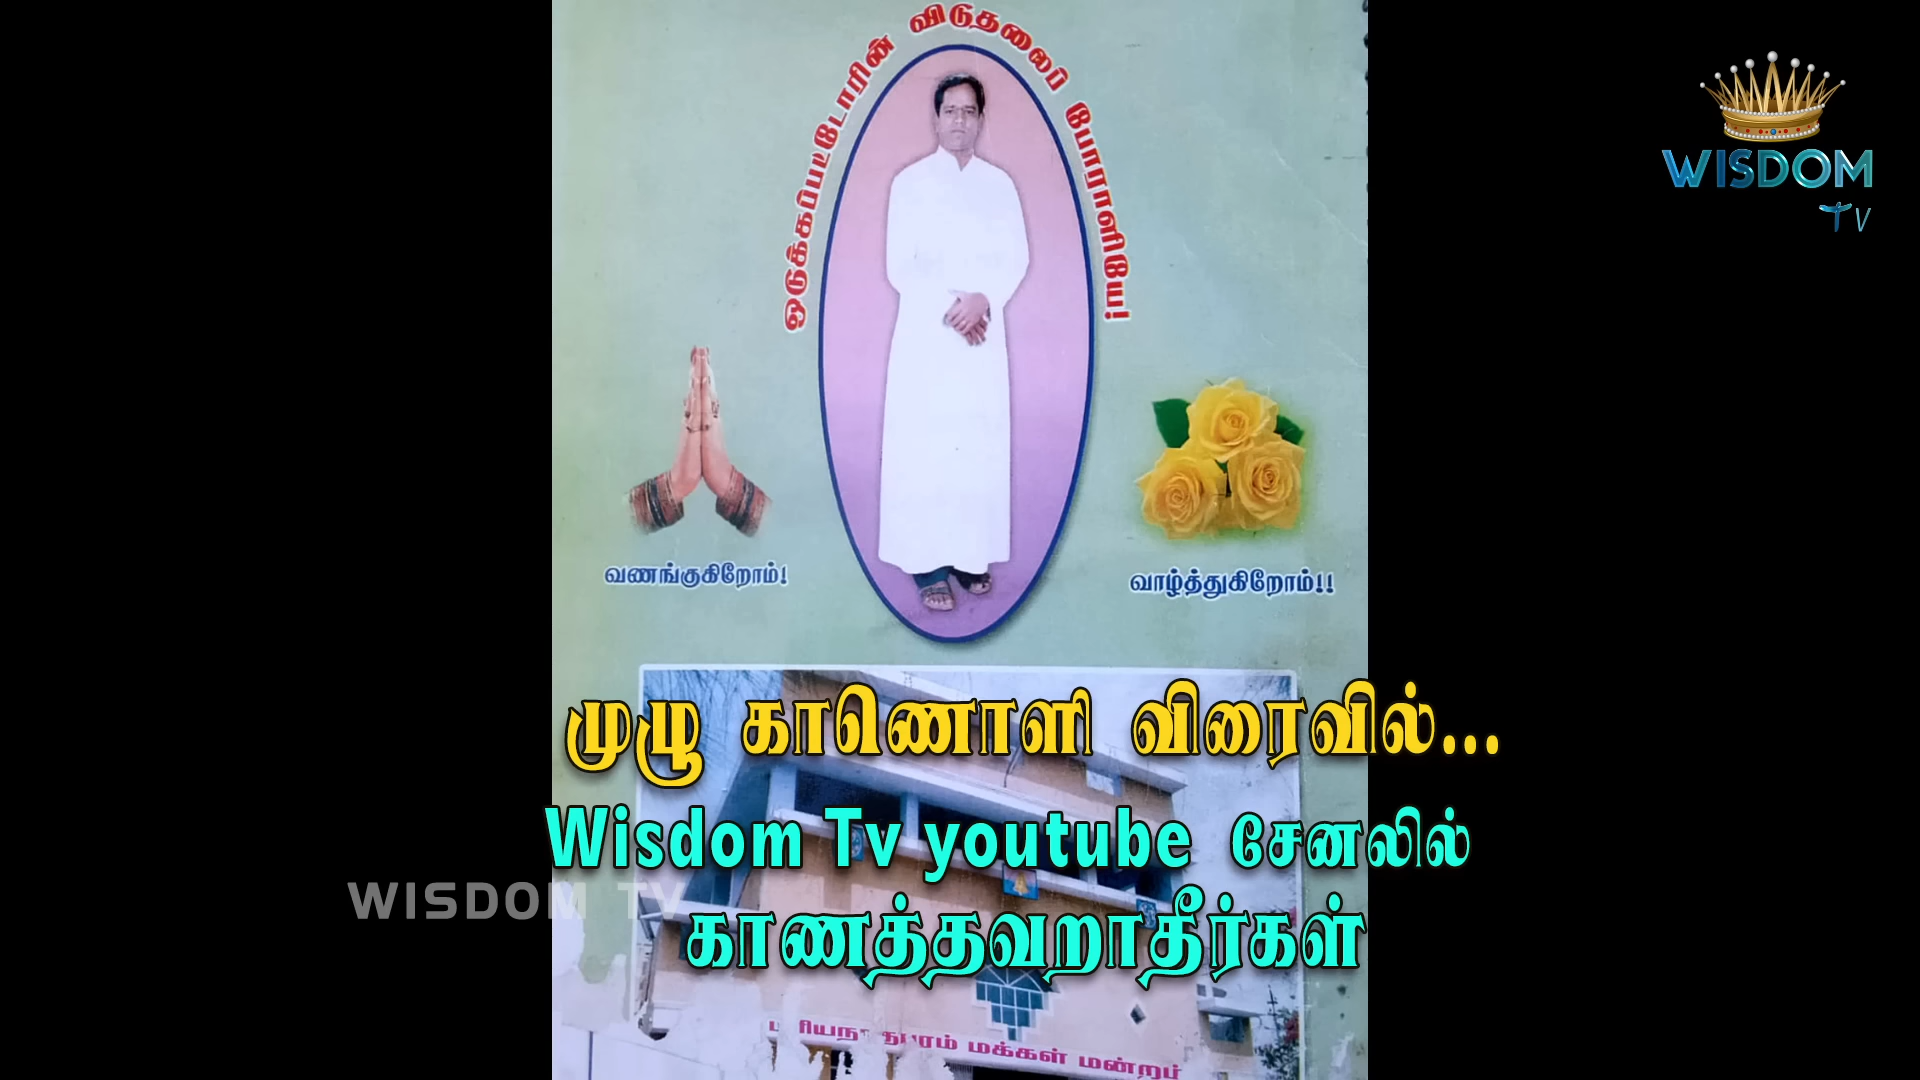 ஒடுக்கப்பட்டோரின் விடுதலைப் போராளியே!
WISDOM
TV
வணங்குகிறோம்!
வாழ்த்துகிறோம்!!
முழு காணொளி விரைவில்...
Wisdom Tv youtube சேனலில்
WISDOM TV
காணத்தவறாதீர்கள்
மக்கள் மன்றம்